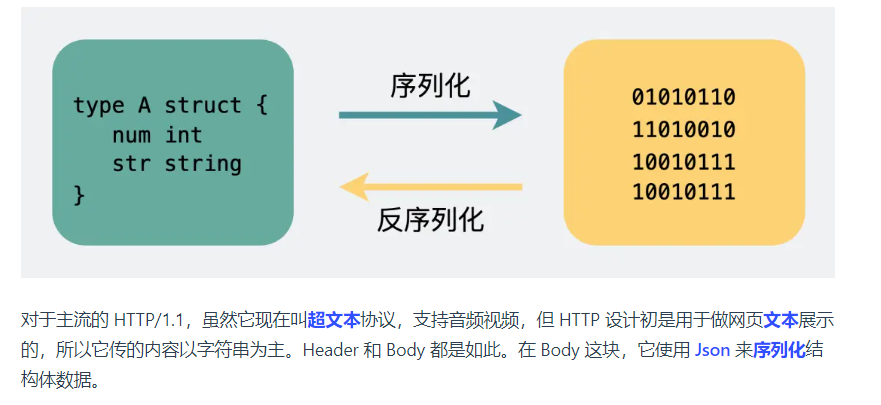 type A struct {
num int
str string
}
序列化
反序列化
01010110
11010010
10010111
10010111
对于主流的 HTTP/1.1，虽然它现在叫超文本协议，支持音频视频，但 HTTP 设计初是用于做网页文本展示
的，所以它传的内容以字符串为主。Header 和 Body 都是如此。在 Body 这块，它使用 Json 来序列化结
构体数据。